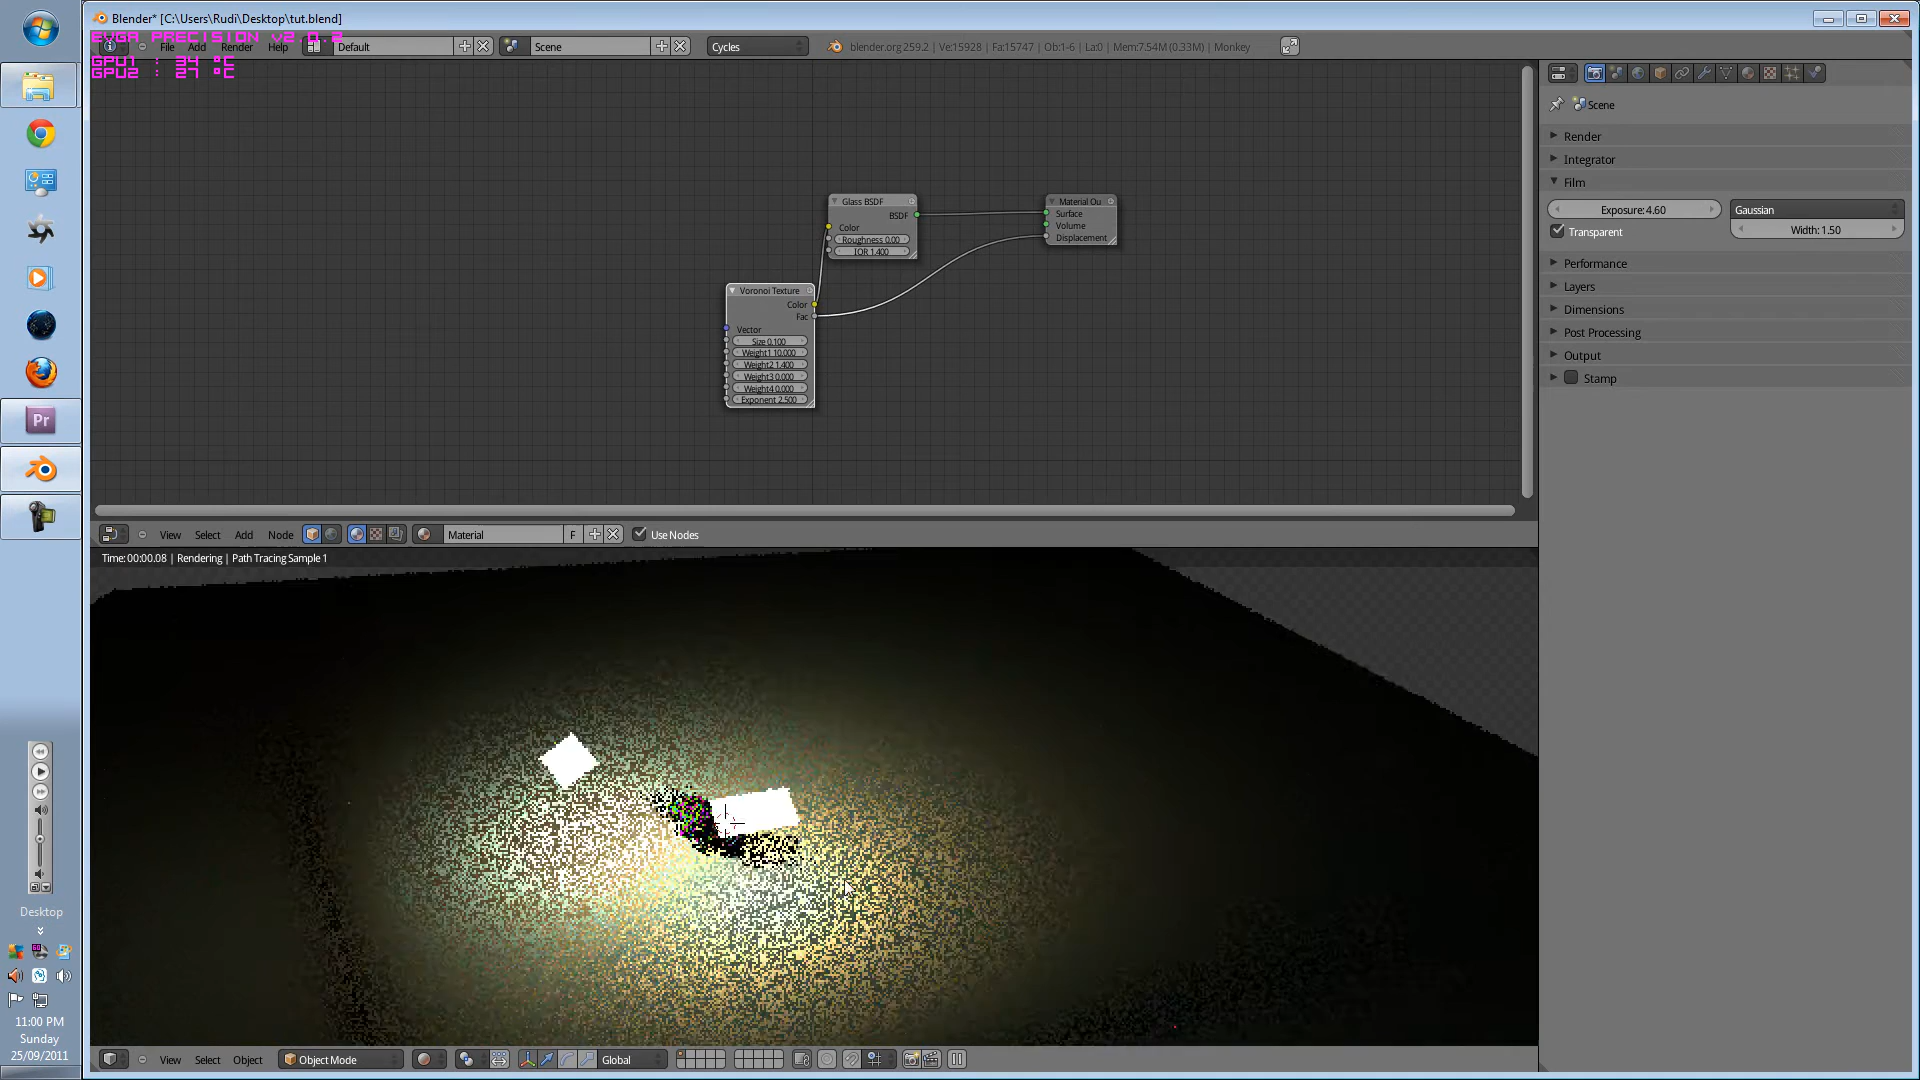 Blender* [C:\Users\Rudi\Desktop\tut.blend]
EVGA PRECISION v2.0.2
File Add Render Help Default Scene Cycles blender.org 259.2 | Ve:15928 | Fa:15747 | Ob:1-6 | La:0 | Mem:7.54M (0.33M) | Monkey
GPU1 : 34 °C
GPU2 : 27 °C
Scene
Render
Integrator
Film
Exposure: 4.60
Gaussian
Transparent
Width: 1.50
Performance
Layers
Dimensions
Post Processing
Output
Stamp
Glass BSDF
BSDF
Color
Roughness 0.00
IOR 1.400
Material Ou
Surface
Volume
Displacement
Voronoi Texture
Color
Fac
Vector
Size 0.100
Weight1 10.000
Weight2 1.400
Weight3 0.000
Weight4 0.000
Exponent 2.500
View Select Add Node Material F Use Nodes
Time:00:00.08 | Rendering | Path Tracing Sample 1
View Select Object Object Mode Global
Pr
Desktop
11:00 PM
Sunday
25/09/2011